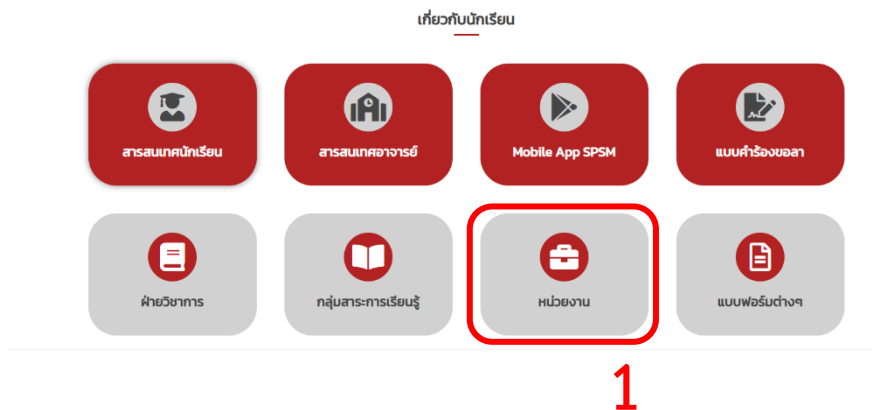 เกี่ยวกับนักเรียน
สารสนเทศนักเรียน
สารสนเทศอาจารย์
Mobile App SPSM
แบบคำร้องขอลา
ฝ่ายวิชาการ
กลุ่มสาระการเรียนรู้
หน่วยงาน
แบบฟอร์มต่างๆ
1